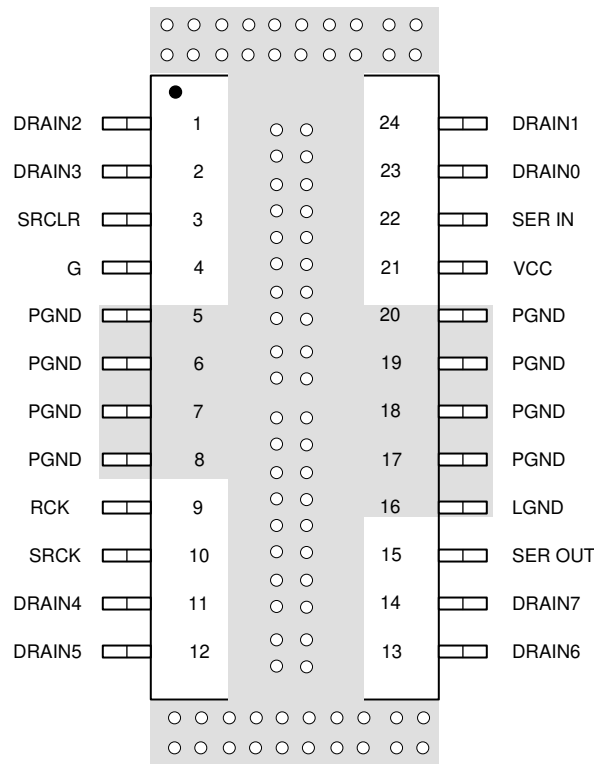 DRAIN2 1 24 DRAIN1
DRAIN3 2 23 DRAIN0
SRCLR 3 22 SER IN
G 4 21 VCC
PGND 5 20 PGND
PGND 6 19 PGND
PGND 7 18 PGND
PGND 8 17 PGND
RCK 9 16 LGND
SRCK 10 15 SER OUT
DRAIN4 11 14 DRAIN7
DRAIN5 12 13 DRAIN6